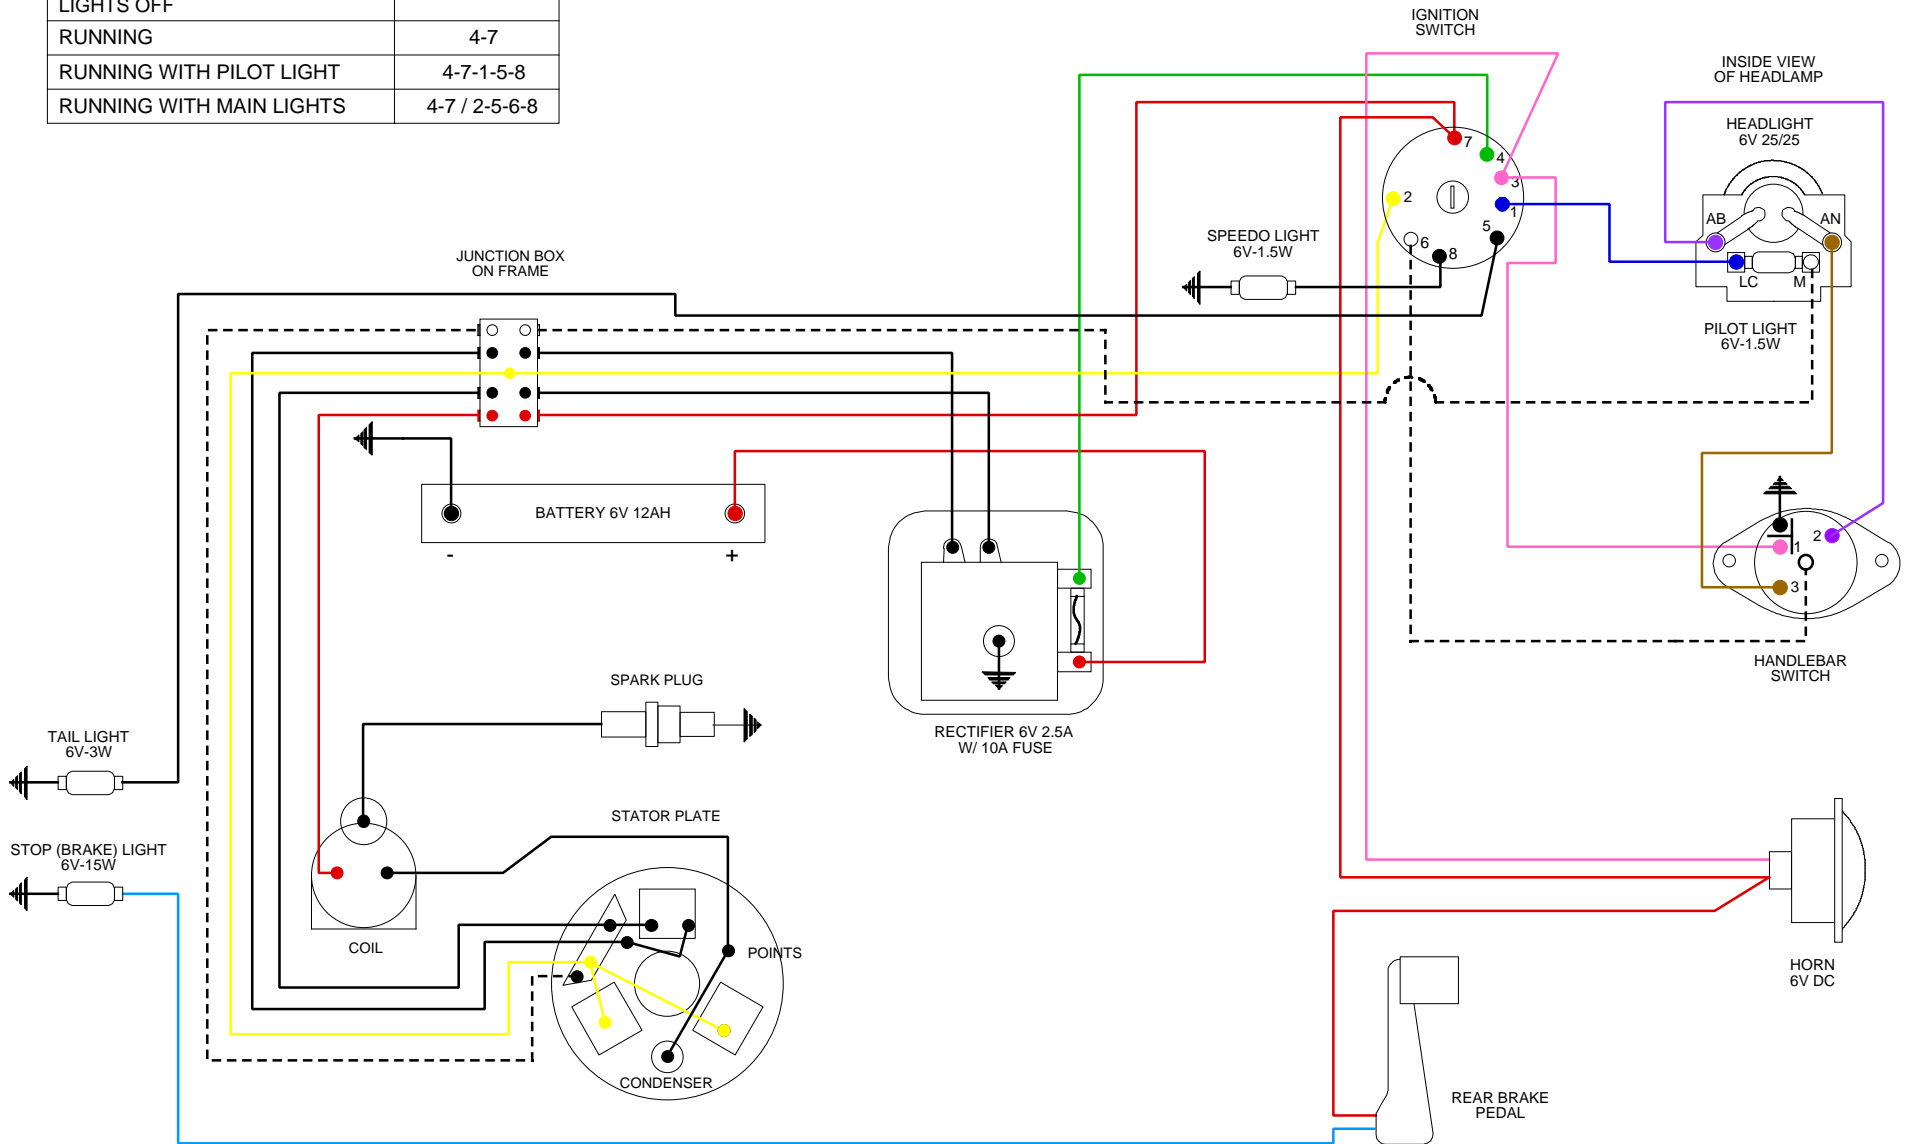 LIGHTS OFF
RUNNING 4-7
RUNNING WITH PILOT LIGHT 4-7-1-5-8
RUNNING WITH MAIN LIGHTS 4-7 / 2-5-6-8
IGNITION
SWITCH
INSIDE VIEW
OF HEADLAMP
HEADLIGHT
6V 25/25
7
4
3
2
1
5
6
8
AB
AN
LC
M
SPEEDO LIGHT
6V-1.5W
JUNCTION BOX
ON FRAME
PILOT LIGHT
6V-1.5W
BATTERY 6V 12AH
-
+
2
1
3
HANDLEBAR
SWITCH
SPARK PLUG
RECTIFIER 6V 2.5A
W/ 10A FUSE
TAIL LIGHT
6V-3W
STATOR PLATE
STOP (BRAKE) LIGHT
6V-15W
COIL
POINTS
CONDENSER
HORN
6V DC
REAR BRAKE
PEDAL